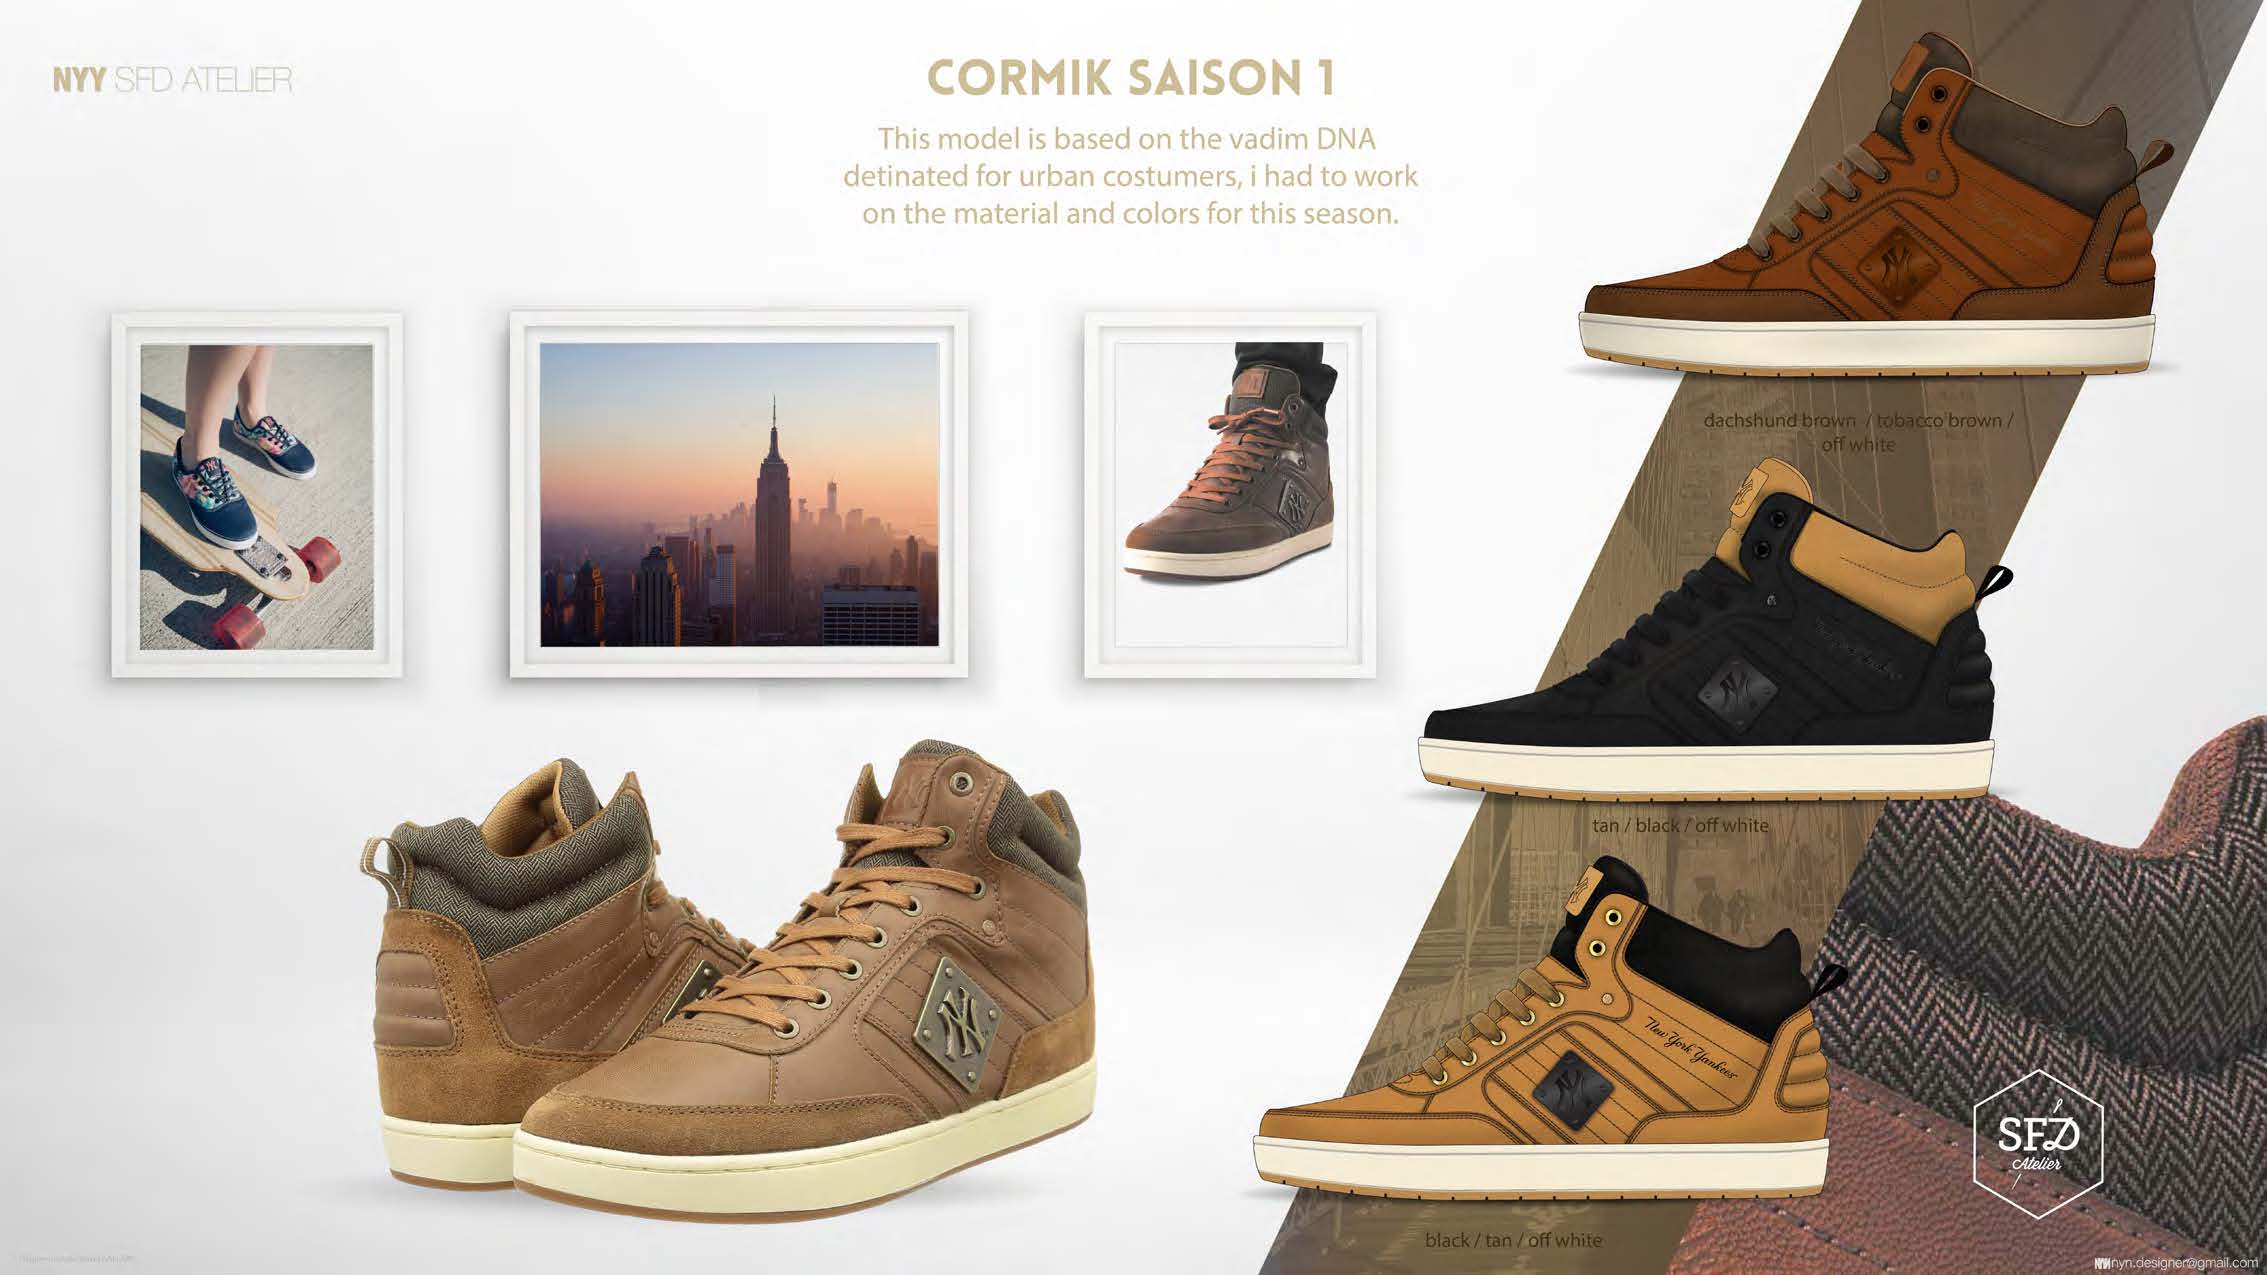 NYY SFD ATELIER
CORMIK SAISON 1
This model is based on the vadim DNA
detinated for urban costumers, i had to work
on the material and colors for this season.
dachshund brown / tobacco brown /
off white
tan / black / off white
New York Yankees
black / tan / off white
SFD
Atelier
nyn.designer@gmail.com